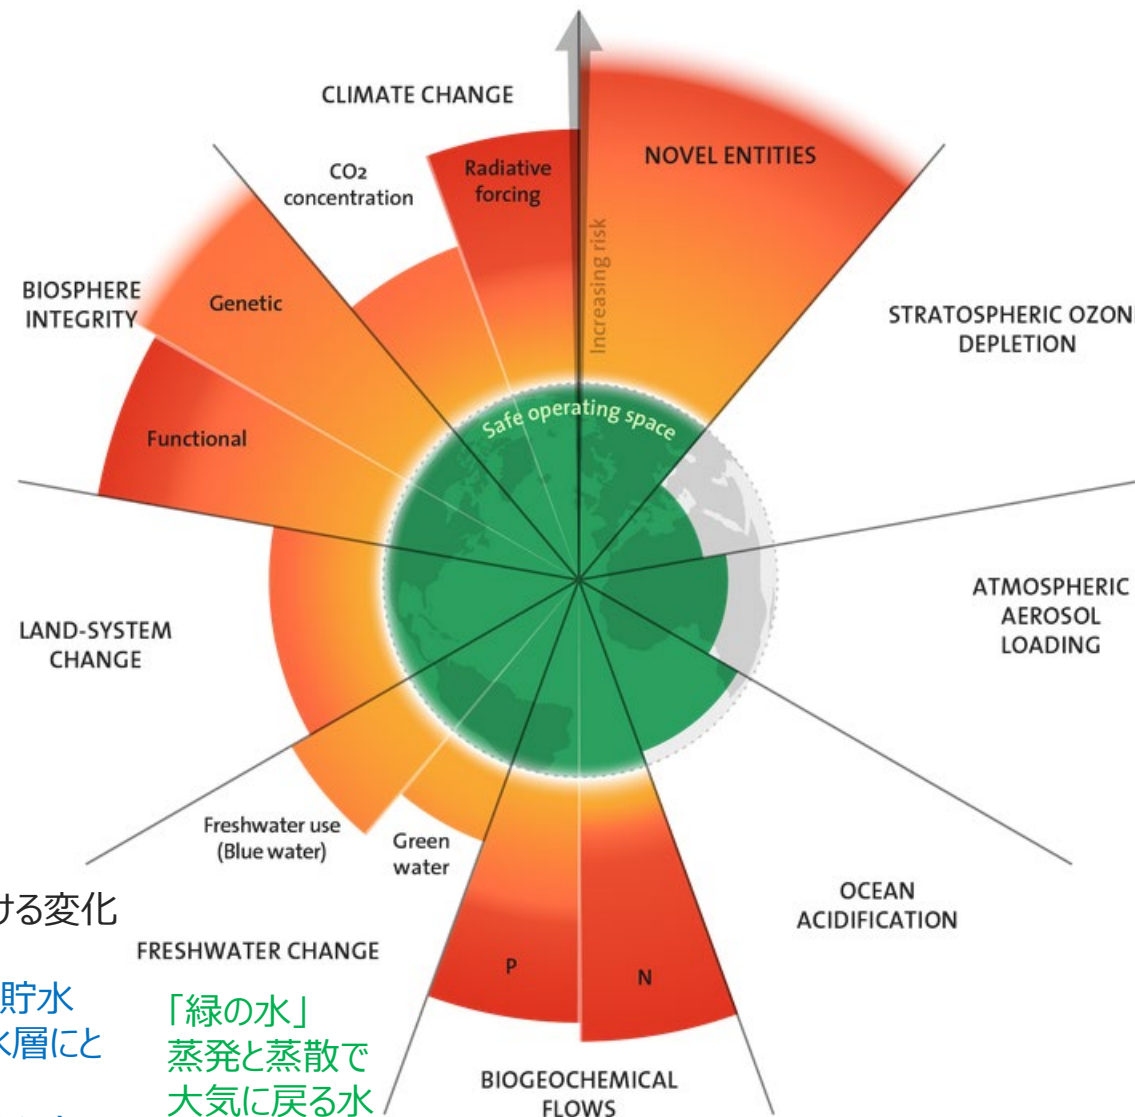 CLIMATE CHANGE
CO2
concentration
Radiative
forcing
NOVEL ENTITIES
Increasing risk
BIOSPHERE
INTEGRITY
Genetic
STRATOSPHERIC OZON
DEPLETION
Functional
Safe operating space
ATMOSPHERIC
AEROSOL
LOADING
LAND-SYSTEM
CHANGE
Freshwater use
(Blue water)
Green
water
OCEAN
ACIDIFICATION
ける変化
FRESHWATER CHANGE
P
N
貯水
水層にと
「緑の水」
蒸発と蒸散で
大気に戻る水
BIOGEOCHEMICAL
FLOWS